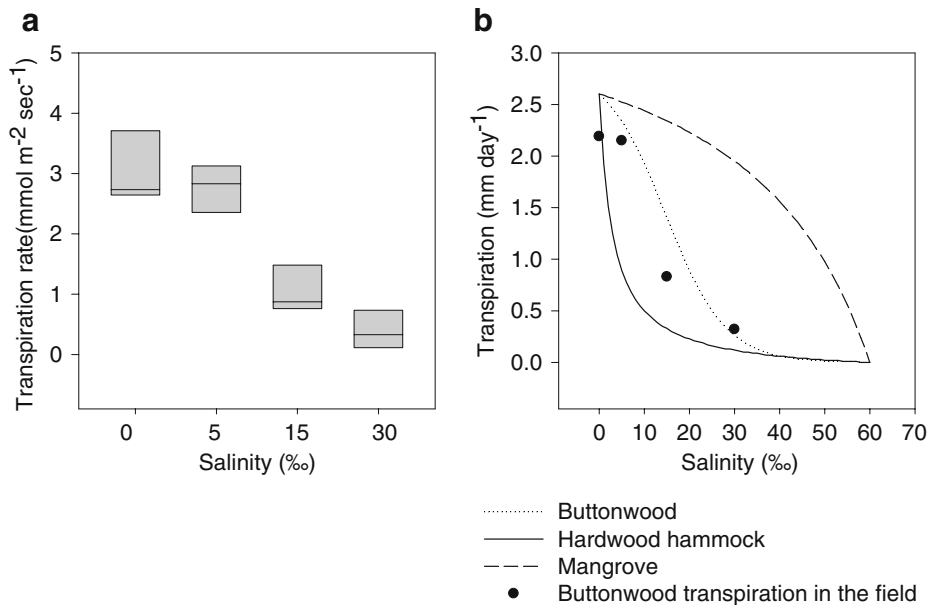 a
Transpiration rate(mmol m⁻² sec⁻¹)
5
4
3
2
1
0
0 5 15 30
Salinity (‰)
b
Transpiration (mm day⁻¹)
3.0
2.5
2.0
1.5
1.0
0.5
0.0
0 10 20 30 40 50 60 70
Salinity (‰)
Buttonwood
Hardwood hammock
Mangrove
Buttonwood transpiration in the field